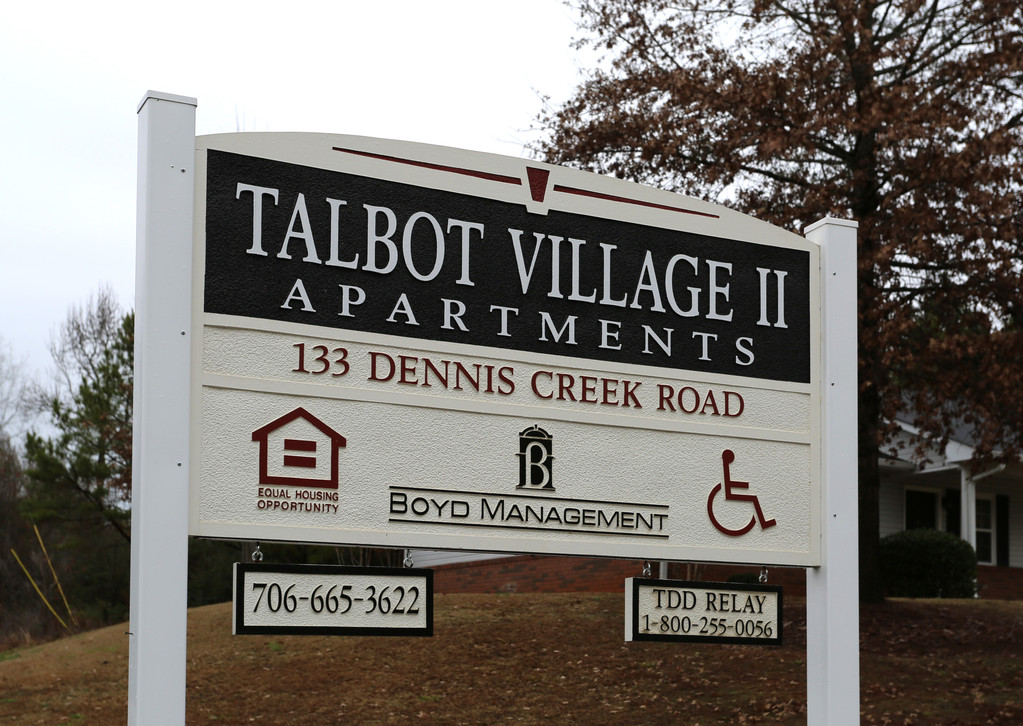 TALBOT VILLAGE II
APARTMENTS
133 DENNIS CREEK ROAD
EQUAL HOUSING
OPPORTUNITY
B
BOYD MANAGEMENT
706-665-3622
TDD RELAY
1-800-255-0056